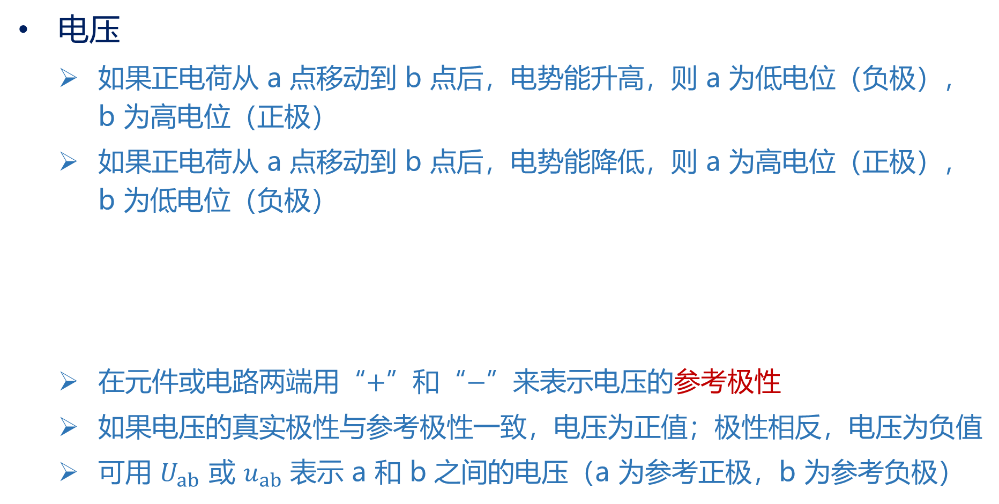 • 电压
➢ 如果正电荷从 a 点移动到 b 点后，电势能升高，则 a 为低电位（负极），
b 为高电位（正极）
➢ 如果正电荷从 a 点移动到 b 点后，电势能降低，则 a 为高电位（正极），
b 为低电位（负极）
➢ 在元件或电路两端用“+”和“−”来表示电压的参考极性
➢ 如果电压的真实极性与参考极性一致，电压为正值；极性相反，电压为负值
➢ 可用 U_ab 或 u_ab 表示 a 和 b 之间的电压（a 为参考正极，b 为参考负极）